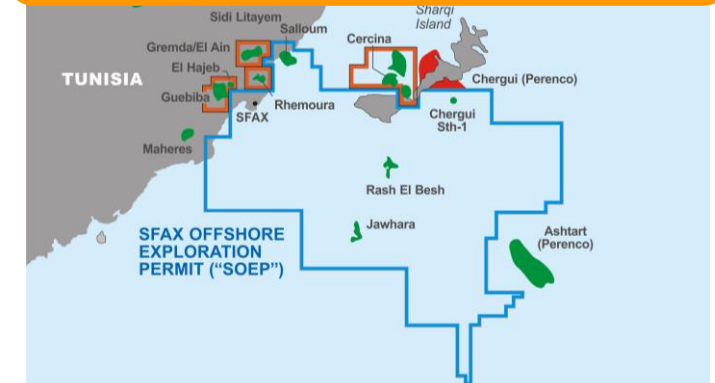 Sharqi
Island
Sidi Litayem
Salloum
Gremda/El Ain
Cercina
El Hajeb
TUNISIA
Chergui (Perenco)
Guebiba
Rhemoura
SFAX
Chergui
Sth-1
Maheres
Rash El Besh
Jawhara
SFAX OFFSHORE
EXPLORATION
PERMIT ("SOEP")
Ashtart
(Perenco)